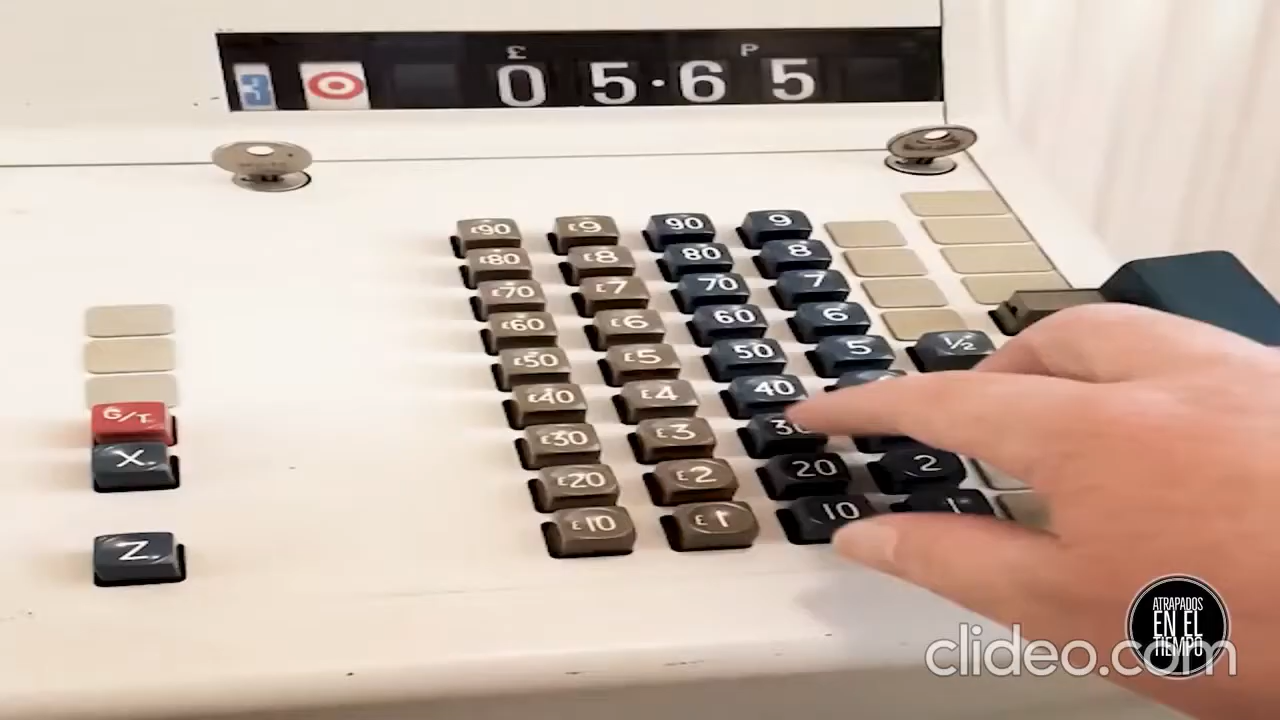 £ P
3 0 5·6 5
£90 £9 90 9
£80 £8 80 8
£70 £7 70 7
£60 £6 60 6
£50 £5 50 5 ½
£40 £4 40
£30 £3 30
£20 £2 20 2
£10 £1 10 1
G/T
X
Z
ATRAPADOS
EN EL
TIEMPO
clideo.com